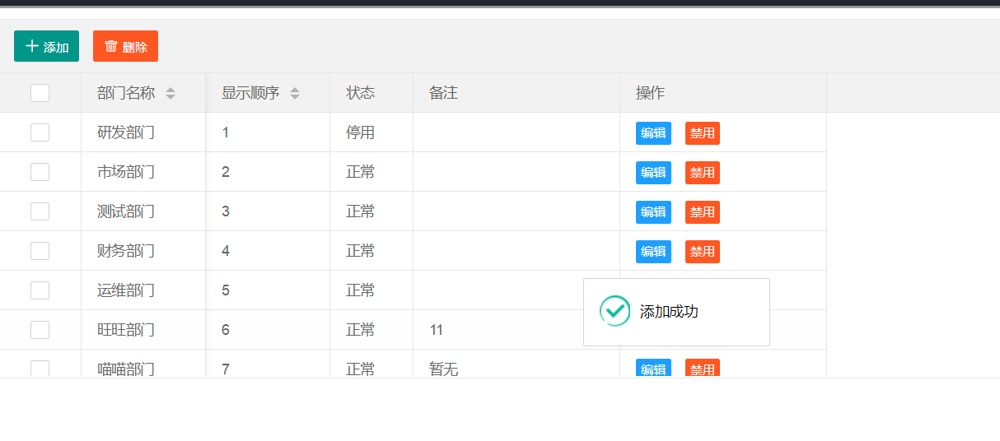 添加 删除
部门名称 显示顺序 状态 备注 操作
研发部门 1 停用 编辑 禁用
市场部门 2 正常 编辑 禁用
测试部门 3 正常 编辑 禁用
财务部门 4 正常 编辑 禁用
运维部门 5 正常
添加成功
旺旺部门 6 正常 11
喵喵部门 7 正常 暂无 编辑 禁用